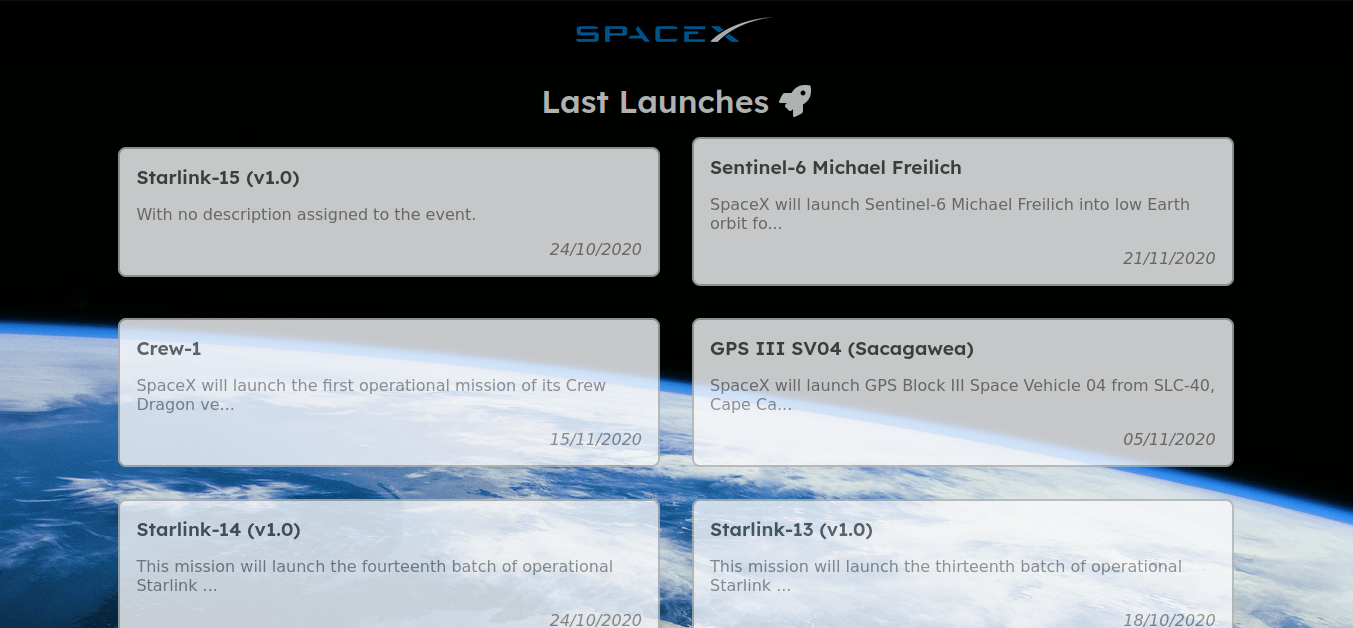 SPACEX
Last Launches
Starlink-15 (v1.0)
With no description assigned to the event.
24/10/2020
Sentinel-6 Michael Freilich
SpaceX will launch Sentinel-6 Michael Freilich into low Earth
orbit fo...
21/11/2020
Crew-1
SpaceX will launch the first operational mission of its Crew
Dragon ve...
15/11/2020
GPS III SV04 (Sacagawea)
SpaceX will launch GPS Block III Space Vehicle 04 from SLC-40,
Cape Ca...
05/11/2020
Starlink-14 (v1.0)
This mission will launch the fourteenth batch of operational
Starlink ...
24/10/2020
Starlink-13 (v1.0)
This mission will launch the thirteenth batch of operational
Starlink ...
18/10/2020